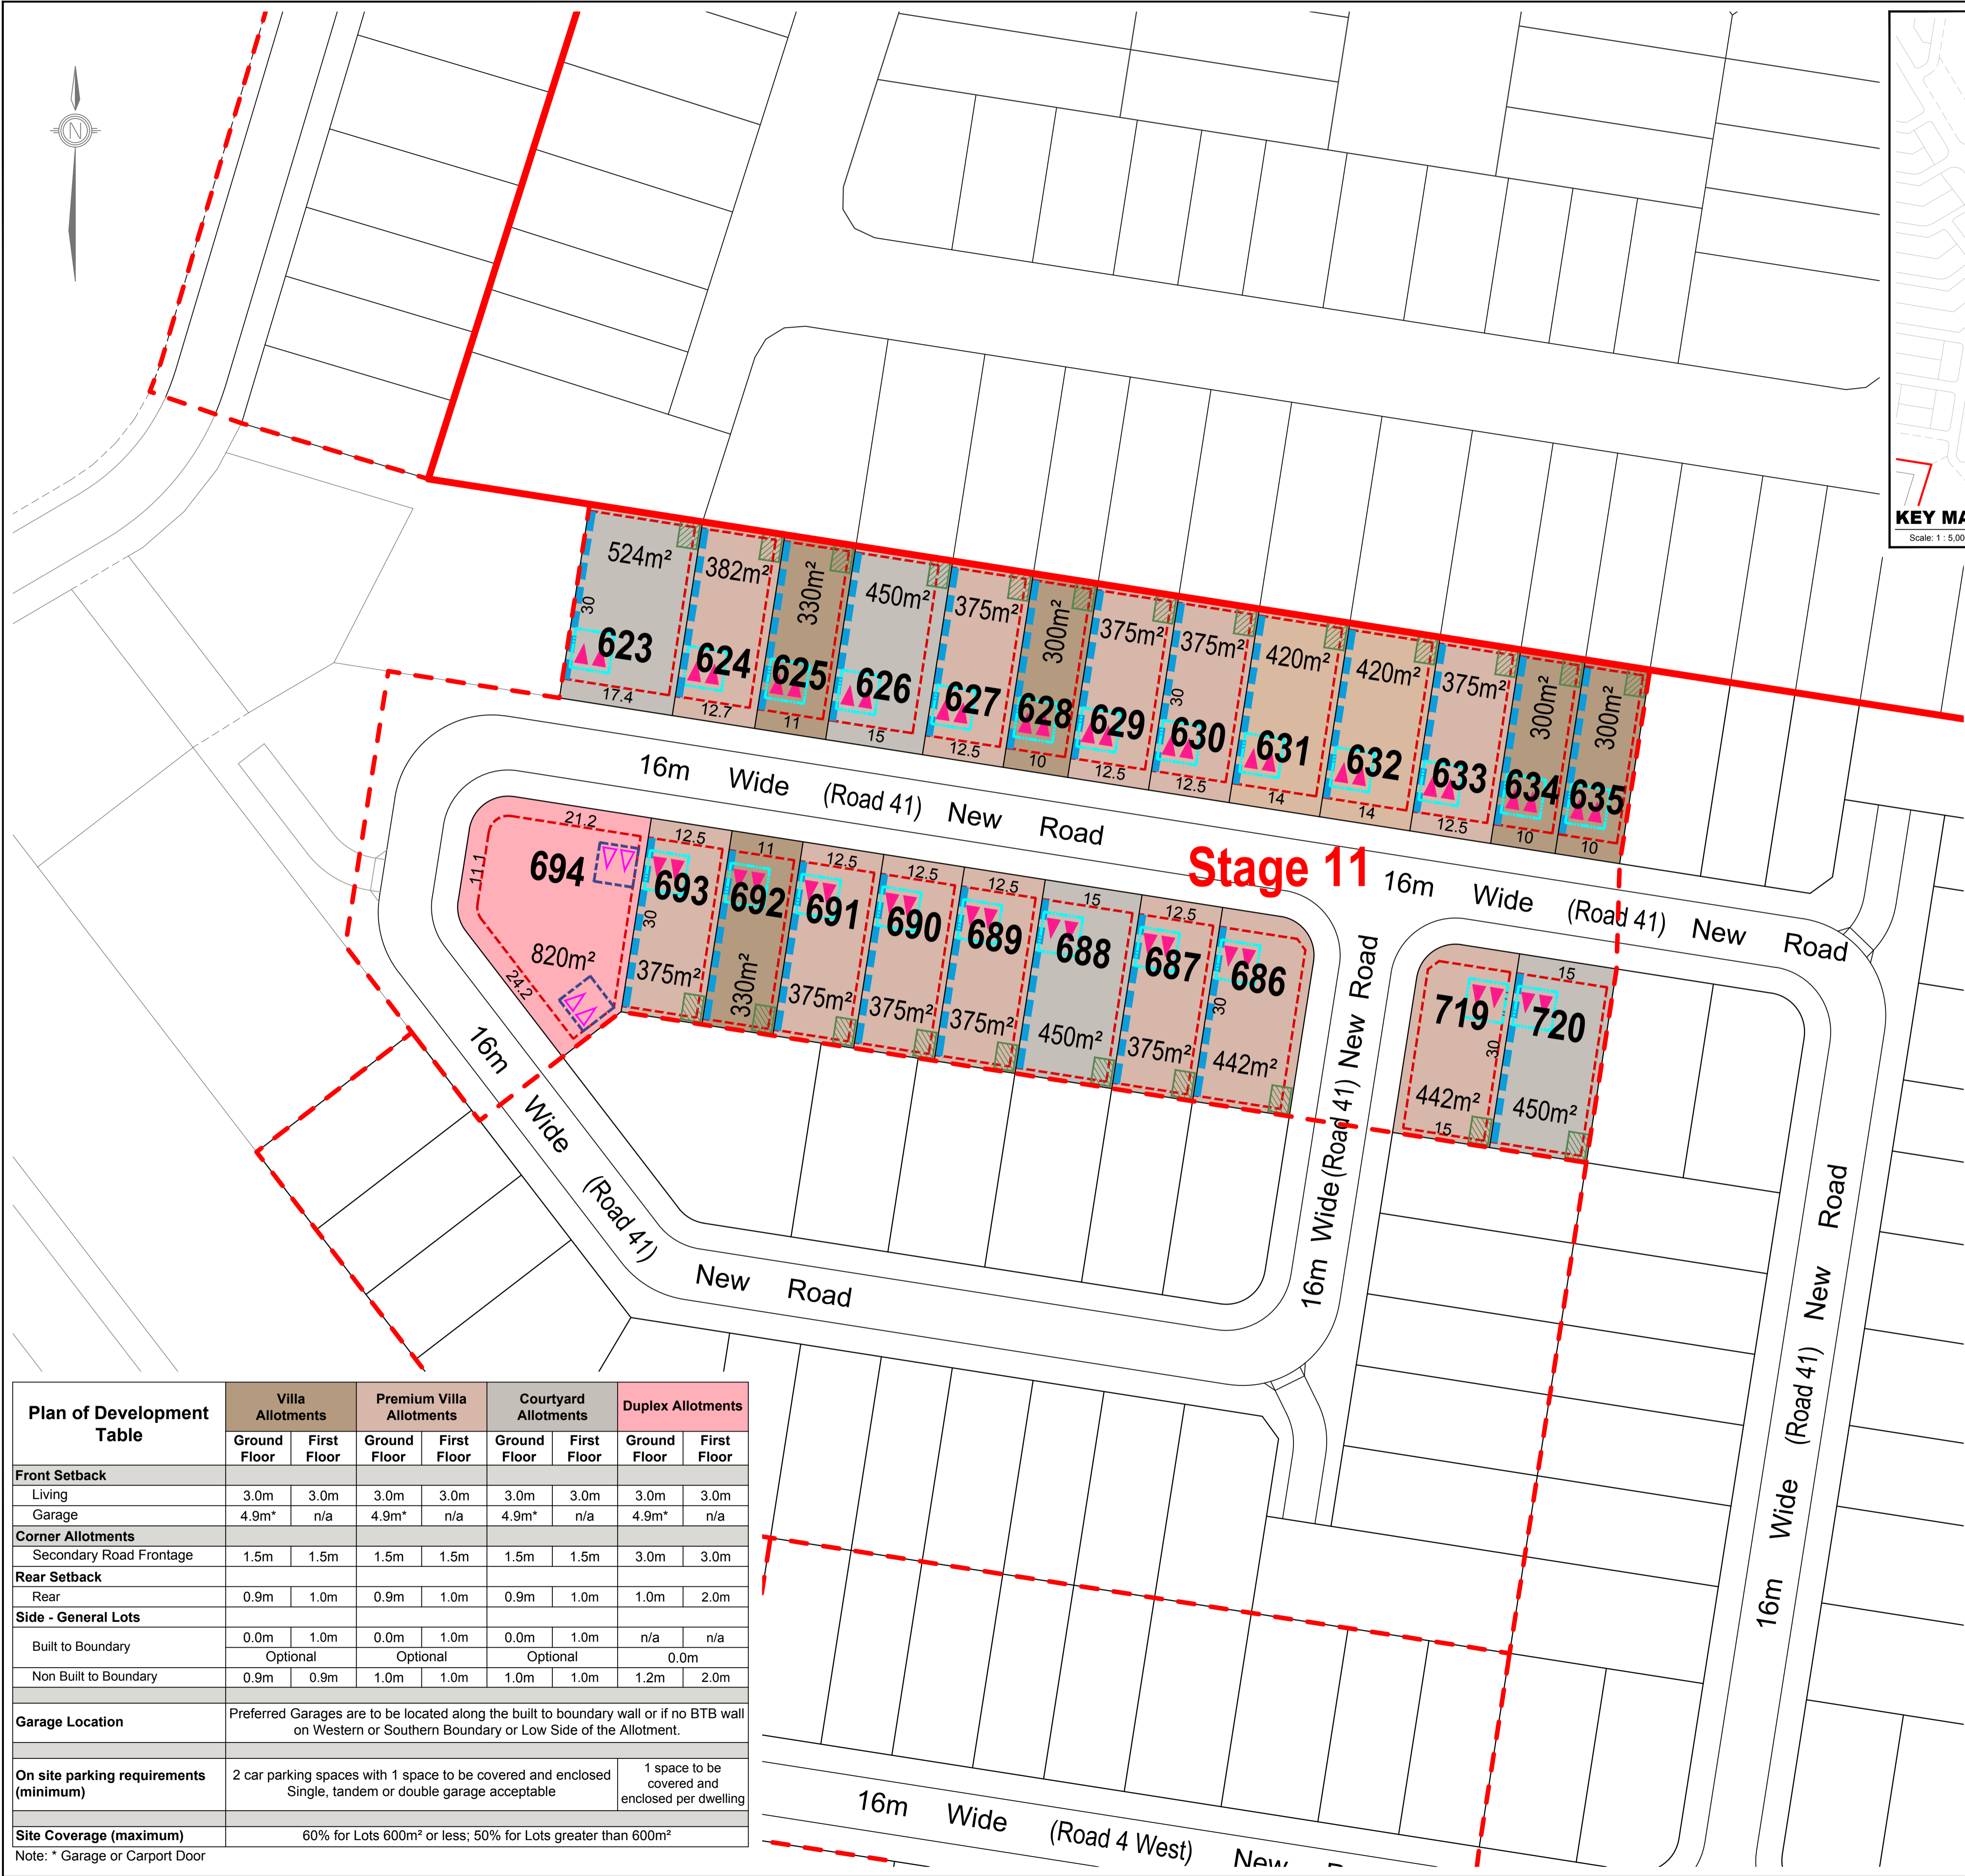 N
KEY MA
Scale: 1 : 5,00
524m²
30
623
17.4
382m²
624
12.7
330m²
625
11
450m²
626
15
375m²
627
12.5
300m²
628
10
375m²
629
12.5
375m²
30
630
12.5
420m²
631
14
420m²
632
14
375m²
633
12.5
300m²
634
10
300m²
635
10
16m Wide (Road 41) New Road
Stage 11
16m Wide (Road 41) New Road
21.2
11.1
694
820m²
24.2
12.5
693
30
375m²
11
692
330m²
12.5
691
375m²
12.5
690
375m²
12.5
689
375m²
15
688
450m²
12.5
687
375m²
686
30
442m²
719
30
442m²
15
15
720
450m²
16m Wide (Road 41) New Road
16m Wide (Road 41) New Road
16m Wide (Road 41) New Road
16m Wide (Road 4 West) New
Plan of Development Table
Villa Allotments
Premium Villa Allotments
Courtyard Allotments
Duplex Allotments
Ground Floor First Floor Ground Floor First Floor Ground Floor First Floor Ground Floor First Floor
Front Setback
Living 3.0m 3.0m 3.0m 3.0m 3.0m 3.0m 3.0m 3.0m
Garage 4.9m* n/a 4.9m* n/a 4.9m* n/a 4.9m* n/a
Corner Allotments
Secondary Road Frontage 1.5m 1.5m 1.5m 1.5m 1.5m 1.5m 3.0m 3.0m
Rear Setback
Rear 0.9m 1.0m 0.9m 1.0m 0.9m 1.0m 1.0m 2.0m
Side - General Lots
Built to Boundary 0.0m 1.0m 0.0m 1.0m 0.0m 1.0m n/a n/a
Optional Optional Optional 0.0m
Non Built to Boundary 0.9m 0.9m 1.0m 1.0m 1.0m 1.0m 1.2m 2.0m
Garage Location
Preferred Garages are to be located along the built to boundary wall or if no BTB wall
on Western or Southern Boundary or Low Side of the Allotment.
On site parking requirements
(minimum)
2 car parking spaces with 1 space to be covered and enclosed
Single, tandem or double garage acceptable
1 space to be
covered and
enclosed per dwelling
Site Coverage (maximum) 60% for Lots 600m² or less; 50% for Lots greater than 600m²
Note: * Garage or Carport Door